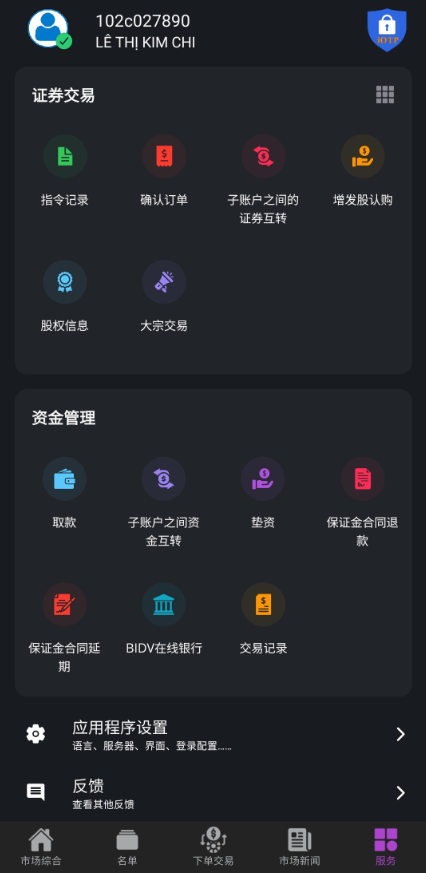 102c027890
LÊ THỊ KIM CHI
IOTP
证券交易
指令记录
确认订单
子账户之间的
证券互转
增发股认购
股权信息
大宗交易
资金管理
取款
子账户之间资
金互转
垫资
保证金合同退
款
保证金合同延
期
BIDV在线银行
交易记录
应用程序设置
语言、服务器、界面、登录配置……
反馈
查看其他反馈
市场综合
名单
下单交易
市场新闻
服务